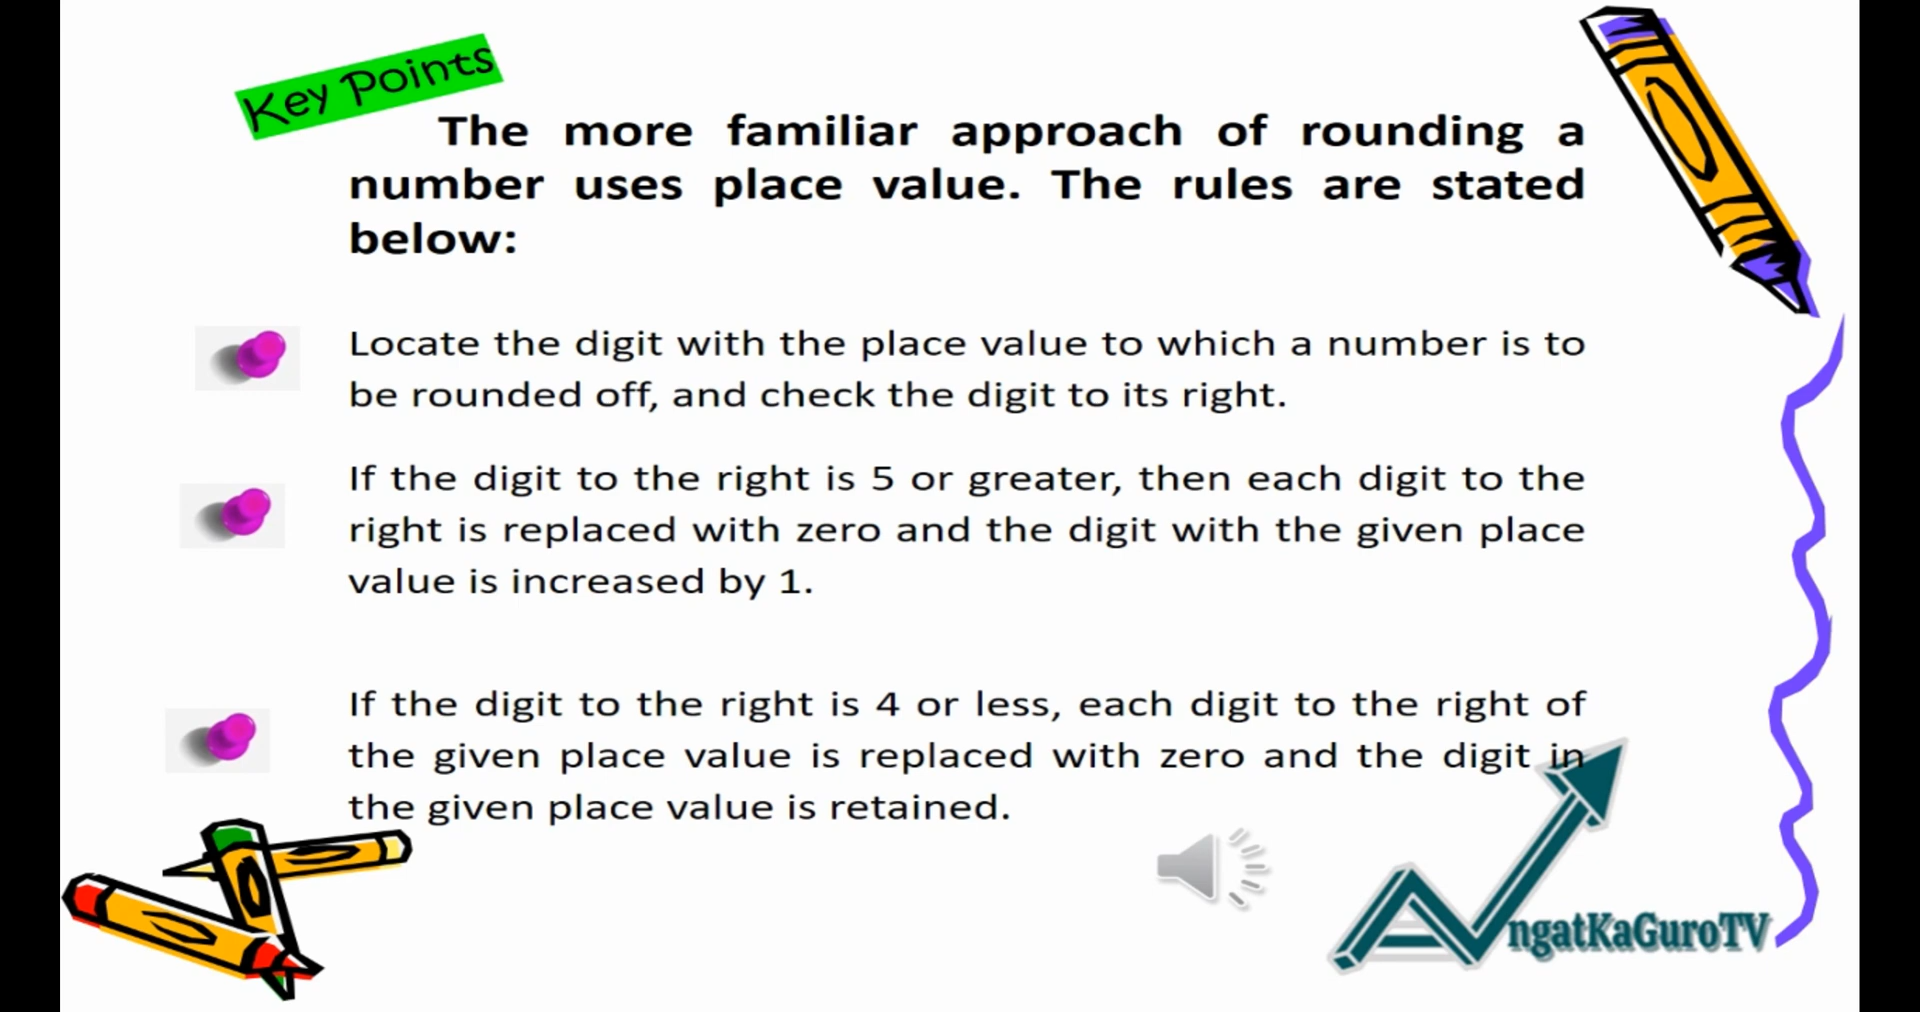 Key Points
The more familiar approach of rounding a
number uses place value. The rules are stated
below:
Locate the digit with the place value to which a number is to
be rounded off, and check the digit to its right.
If the digit to the right is 5 or greater, then each digit to the
right is replaced with zero and the digit with the given place
value is increased by 1.
If the digit to the right is 4 or less, each digit to the right of
the given place value is replaced with zero and the digit in
the given place value is retained.
AngatKaGuroTV